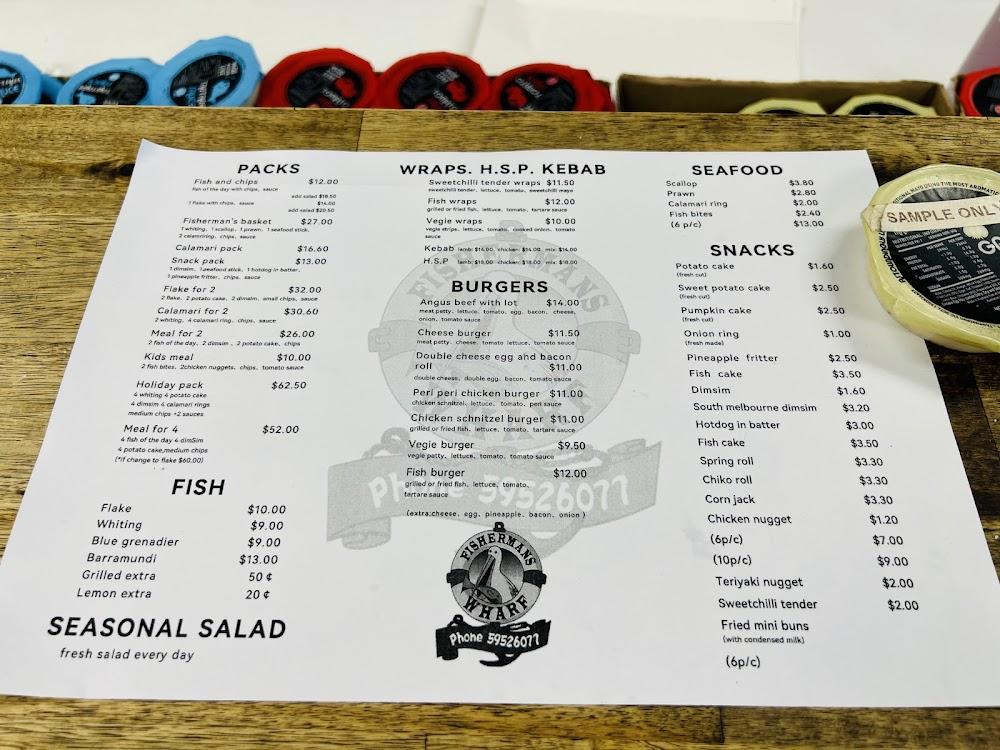 PACKS
Fish and chips $12.00
fish of the day with chips, sauce
add salad $18.50
1 flake with chips, sauce $14.00
add salad $20.50
Fisherman's basket $27.00
1 whiting, 1 scallop, 1 prawn, 1 seafood stick,
2 calamriring, chips, sauce
Calamari pack $16.60
Snack pack $13.00
1 dimsim, 1seafood stick, 1 hotdog in batter,
1 pineapple fritter, chips, sauce
Flake for 2 $32.00
2 flake, 2 potato cake, 2 dimsim, small chips, sauce
Calamari for 2 $30.60
2 whiting, 4 calamari ring, chips, sauce
Meal for 2 $26.00
2 fish of the day, 2 dimsim, 2 potato cake, chips
Kids meal $10.00
2 fish bites, 2chicken nuggets, chips, tomato sauce
Holiday pack $62.50
4 whiting 4 potato cake
4 dimsim 4 calamari rings
medium chips +2 sauces
Meal for 4 $52.00
4 fish of the day 4 dimSim
4 potato cake,medium chips
(*if change to flake $60.00)
FISH
Flake $10.00
Whiting $9.00
Blue grenadier $9.00
Barramundi $13.00
Grilled extra 50 ¢
Lemon extra 20 ¢
SEASONAL SALAD
fresh salad every day
WRAPS. H.S.P. KEBAB
Sweetchilli tender wraps $11.50
sweetchilli tender, lettuce, tomato, sweetchilli mayo
Fish wraps $12.00
grilled or fried fish, lettuce, tomato, tartare sauce
Vegie wraps $10.00
vegie strips, lettuce, tomato, cooked onion, tomato
sauce
Kebab lamb: $14.00, chicken: $14.00, mix: $14.00
H.S.P lamb: $18.00, chicken: $18.00, mix: $18.00
BURGERS
Angus beef with lot $14.00
meat patty, lettuce, tomato, egg, bacon, cheese,
onion, tomato sauce
Cheese burger $11.50
meat patty, cheese, tomato lettuce, tomato sauce
Double cheese egg and bacon
roll $11.00
double cheese, double egg, bacon, tomato sauce
Peri peri chicken burger $11.00
chicken schnitzel, lettuce, tomato, peri sauce
Chicken schnitzel burger $11.00
grilled or fried fish, lettuce, tomato, tartare sauce
Vegie burger $9.50
vegie patty, lettuce, tomato, tomato sauce
Fish burger $12.00
grilled or fried fish, lettuce, tomato,
tartare sauce
(extra:cheese, egg, pineapple, bacon, onion )
FISHERMANS
WHARF
Phone 59526077
FISHERMANS
Phone 59526077
SEAFOOD
Scallop $3.80
Prawn $2.80
Calamari ring $2.00
Fish bites $2.40
(6 p/c) $13.00
SNACKS
Potato cake $1.60
(fresh cut)
Sweet potato cake $2.50
(fresh cut)
Pumpkin cake $2.50
(fresh cut)
Onion ring $1.00
(fresh made)
Pineapple fritter $2.50
Fish cake $3.50
Dimsim $1.60
South melbourne dimsim $3.20
Hotdog in batter $3.00
Fish cake $3.50
Spring roll $3.30
Chiko roll $3.30
Corn jack $3.30
Chicken nugget $1.20
(6p/c) $7.00
(10p/c) $9.00
Teriyaki nugget $2.00
Sweetchilli tender $2.00
Fried mini buns
(with condensed milk)
(6p/c)
SAMPLE ONLY